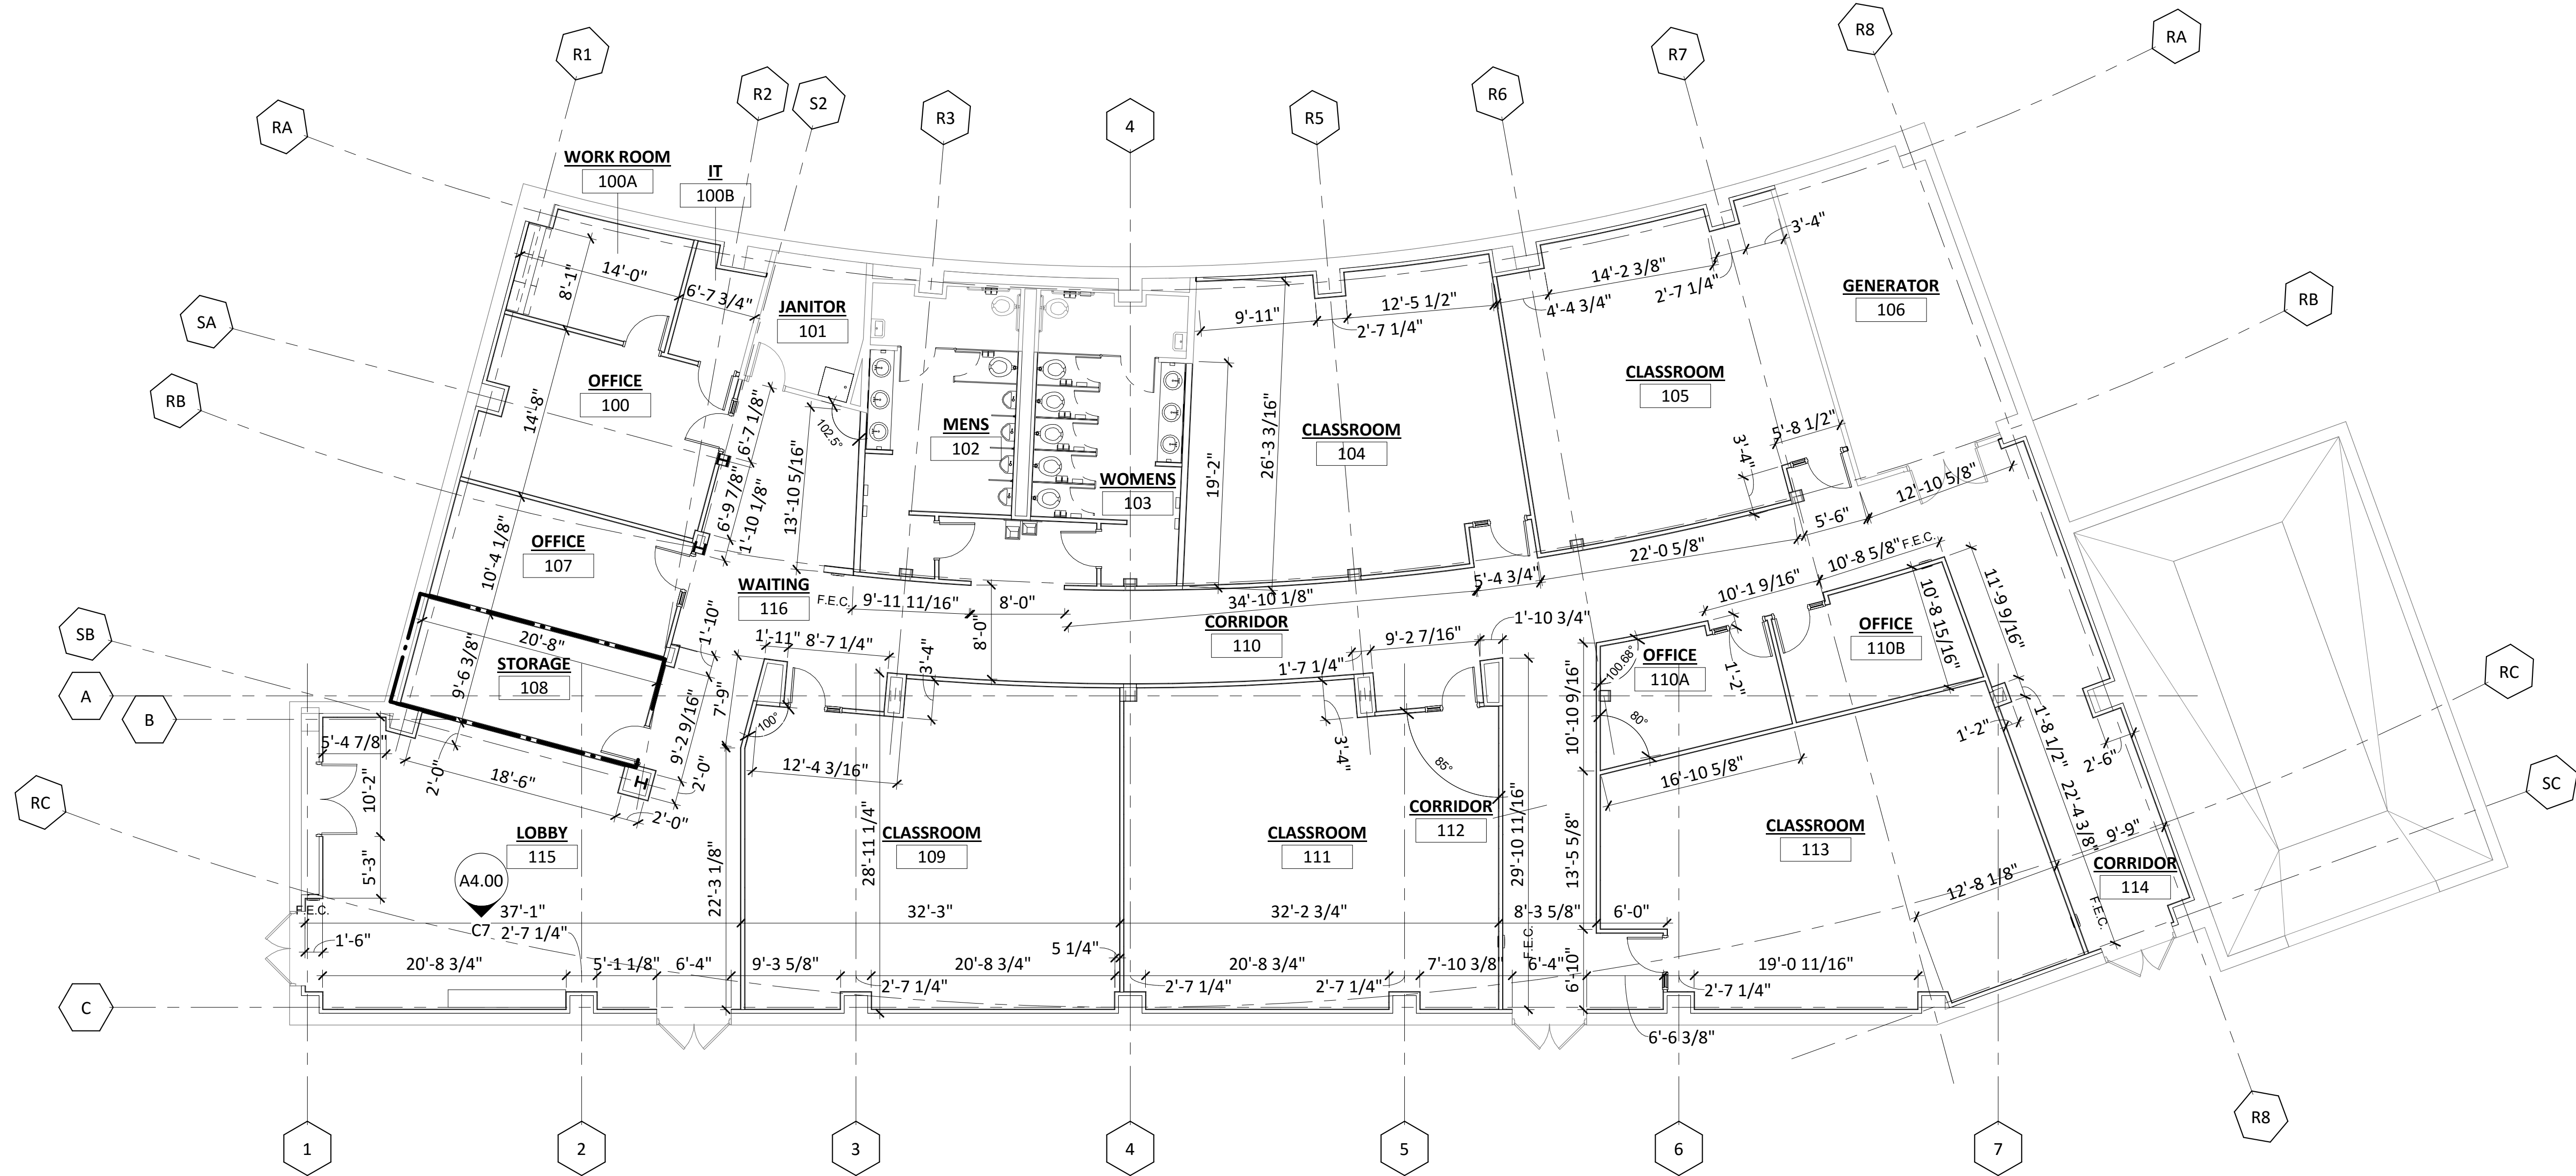 R1
R2
S2
R3
4
R5
R6
R7
R8
RA
RA
WORK ROOM
100A
IT
100B
14'-0"
8'-1"
6'-7 3/4"
JANITOR
101
9'-11"
12'-5 1/2"
2'-7 1/4"
4'-4 3/4"
14'-2 3/8"
2'-7 1/4"
3'-4"
GENERATOR
106
SA
RB
RB
OFFICE
100
14'-8"
6'-7 1/8"
102.5°
MENS
102
WOMENS
103
19'-2"
26'-3 3/16"
CLASSROOM
104
CLASSROOM
105
5'-8 1/2"
3'-4"
12'-10 5/8"
5'-6"
6'-9 7/8"
1'-10 1/8"
13'-10 5/16"
OFFICE
107
10'-4 1/8"
WAITING
116
F.E.C.
9'-11 11/16"
8'-0"
34'-10 1/8"
5'-4 3/4"
22'-0 5/8"
10'-8 5/8"
F.E.C.
10'-1 9/16"
11'-9 9/16"
SB
A
B
20'-8"
STORAGE
108
9'-6 3/8"
1'-10"
1'-11"
8'-7 1/4"
3'-4"
8'-0"
CORRIDOR
110
9'-2 7/16"
1'-10 3/4"
1'-7 1/4"
3'-4"
100.68°
OFFICE
110A
1'-2"
OFFICE
110B
10'-8 15/16"
RC
5'-4 7/8"
10'-2"
5'-3"
2'-0"
18'-6"
2'-0"
2'-0"
9'-2 9/16"
7'-9"
100°
12'-4 3/16"
85°
10'-10 9/16"
80°
16'-10 5/8"
1'-2"
1'-8 1/2"
2'-6"
22'-4 3/8"
9'-9"
SC
RC
LOBBY
115
A4.00
C7
22'-3 1/8"
28'-11 1/4"
CLASSROOM
109
CLASSROOM
111
CORRIDOR
112
29'-10 11/16"
13'-5 5/8"
CLASSROOM
113
12'-8 1/8"
CORRIDOR
114
F.E.C.
F.E.C.
37'-1"
32'-3"
32'-2 3/4"
8'-3 5/8"
6'-0"
1'-6"
2'-7 1/4"
5 1/4"
F.E.C.
20'-8 3/4"
5'-1 1/8"
6'-4"
9'-3 5/8"
2'-7 1/4"
20'-8 3/4"
2'-7 1/4"
20'-8 3/4"
2'-7 1/4"
7'-10 3/8"
6'-4"
6'-10"
2'-7 1/4"
19'-0 11/16"
6'-6 3/8"
C
1
2
3
4
5
6
7
R8